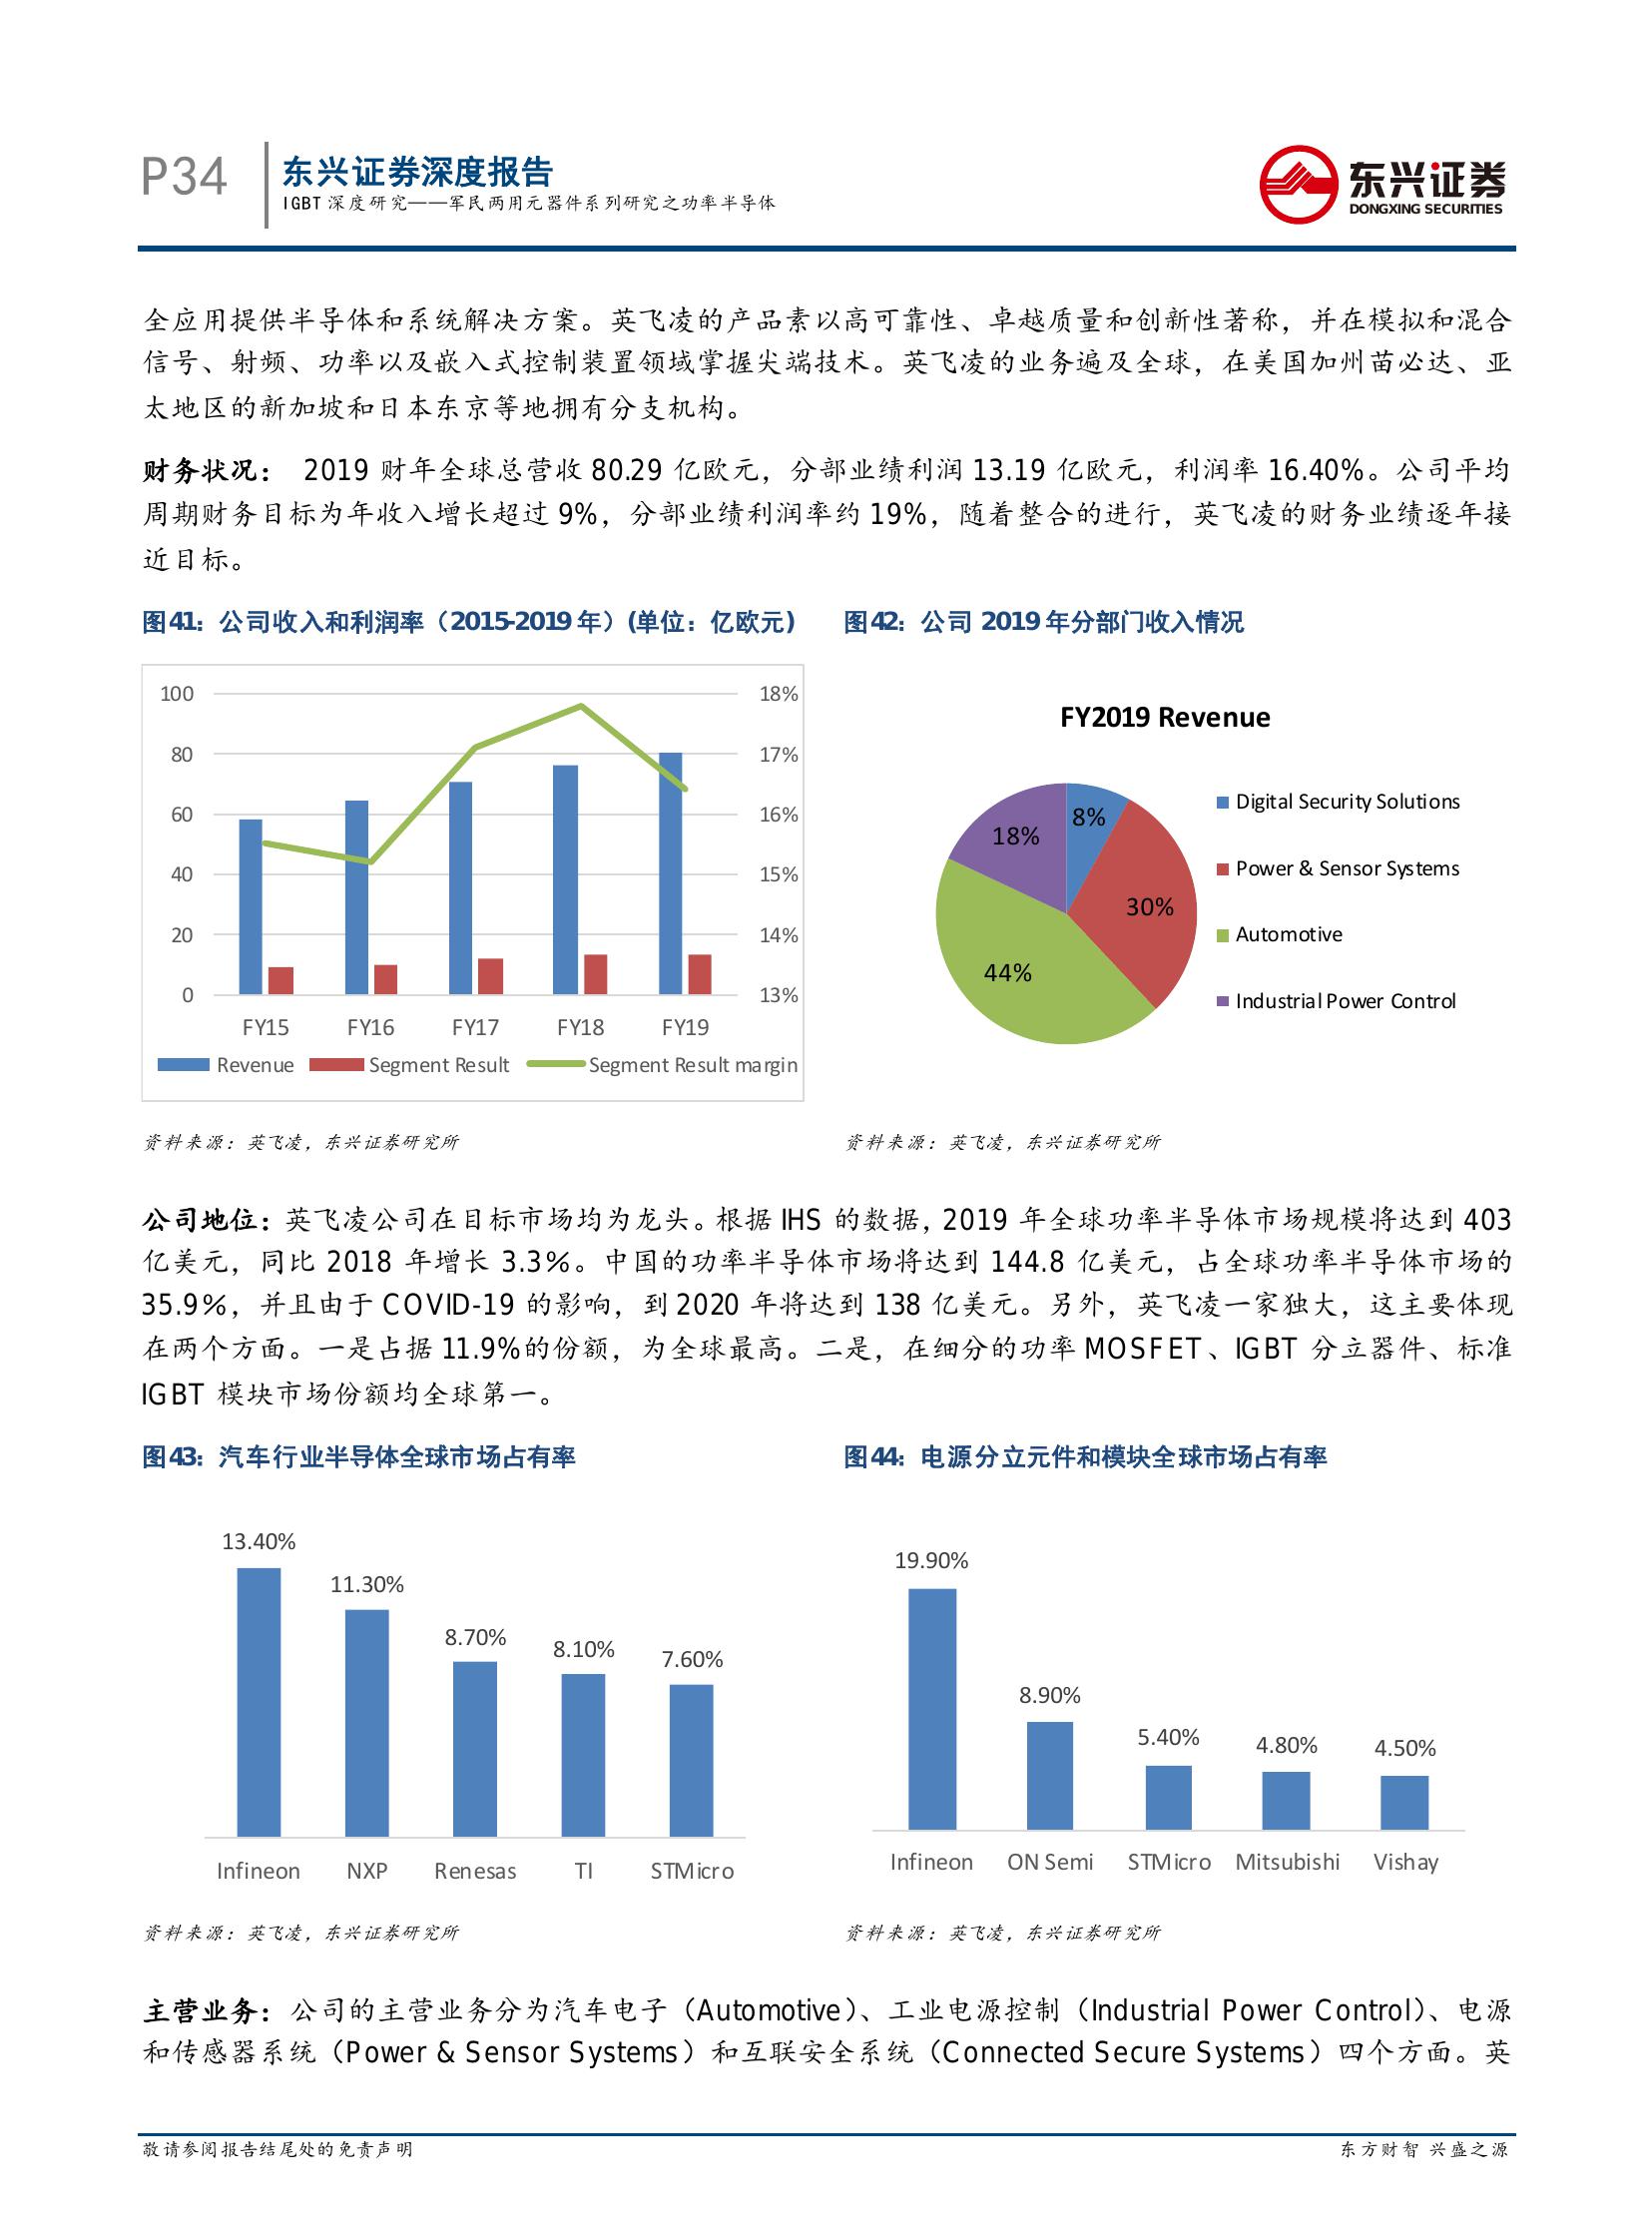 P34
东兴证券深度报告
IGBT 深度研究——军民两用元器件系列研究之功率半导体
东兴证券
DONGXING SECURITIES
全应用提供半导体和系统解决方案。英飞凌的产品素以高可靠性、卓越质量和创新性著称，并在模拟和混合
信号、射频、功率以及嵌入式控制装置领域掌握尖端技术。英飞凌的业务遍及全球，在美国加州苗必达、亚
太地区的新加坡和日本东京等地拥有分支机构。
财务状况： 2019 财年全球总营收 80.29 亿欧元，分部业绩利润 13.19 亿欧元，利润率 16.40%。公司平均
周期财务目标为年收入增长超过 9%，分部业绩利润率约 19%，随着整合的进行，英飞凌的财务业绩逐年接
近目标。
图41：公司收入和利润率（2015-2019 年）(单位：亿欧元)
100
80
60
40
20
0
18%
17%
16%
15%
14%
13%
FY15 FY16 FY17 FY18 FY19
Revenue Segment Result Segment Result margin
资料来源：英飞凌，东兴证券研究所
图42：公司 2019 年分部门收入情况
FY2019 Revenue
8%
30%
44%
18%
Digital Security Solutions
Power & Sensor Systems
Automotive
Industrial Power Control
资料来源：英飞凌，东兴证券研究所
公司地位：英飞凌公司在目标市场均为龙头。根据 IHS 的数据，2019 年全球功率半导体市场规模将达到 403
亿美元，同比 2018 年增长 3.3%。中国的功率半导体市场将达到 144.8 亿美元，占全球功率半导体市场的
35.9%，并且由于 COVID-19 的影响，到 2020 年将达到 138 亿美元。另外，英飞凌一家独大，这主要体现
在两个方面。一是占据 11.9%的份额，为全球最高。二是，在细分的功率 MOSFET、IGBT 分立器件、标准
IGBT 模块市场份额均全球第一。
图43：汽车行业半导体全球市场占有率
13.40%
11.30%
8.70%
8.10%
7.60%
Infineon NXP Renesas TI STMicro
资料来源：英飞凌，东兴证券研究所
图44：电源分立元件和模块全球市场占有率
19.90%
8.90%
5.40%
4.80%
4.50%
Infineon ON Semi STMicro Mitsubishi Vishay
资料来源：英飞凌，东兴证券研究所
主营业务：公司的主营业务分为汽车电子（Automotive）、工业电源控制（Industrial Power Control）、电源
和传感器系统（Power & Sensor Systems）和互联安全系统（Connected Secure Systems）四个方面。英
敬请参阅报告结尾处的免责声明
东方财智 兴盛之源